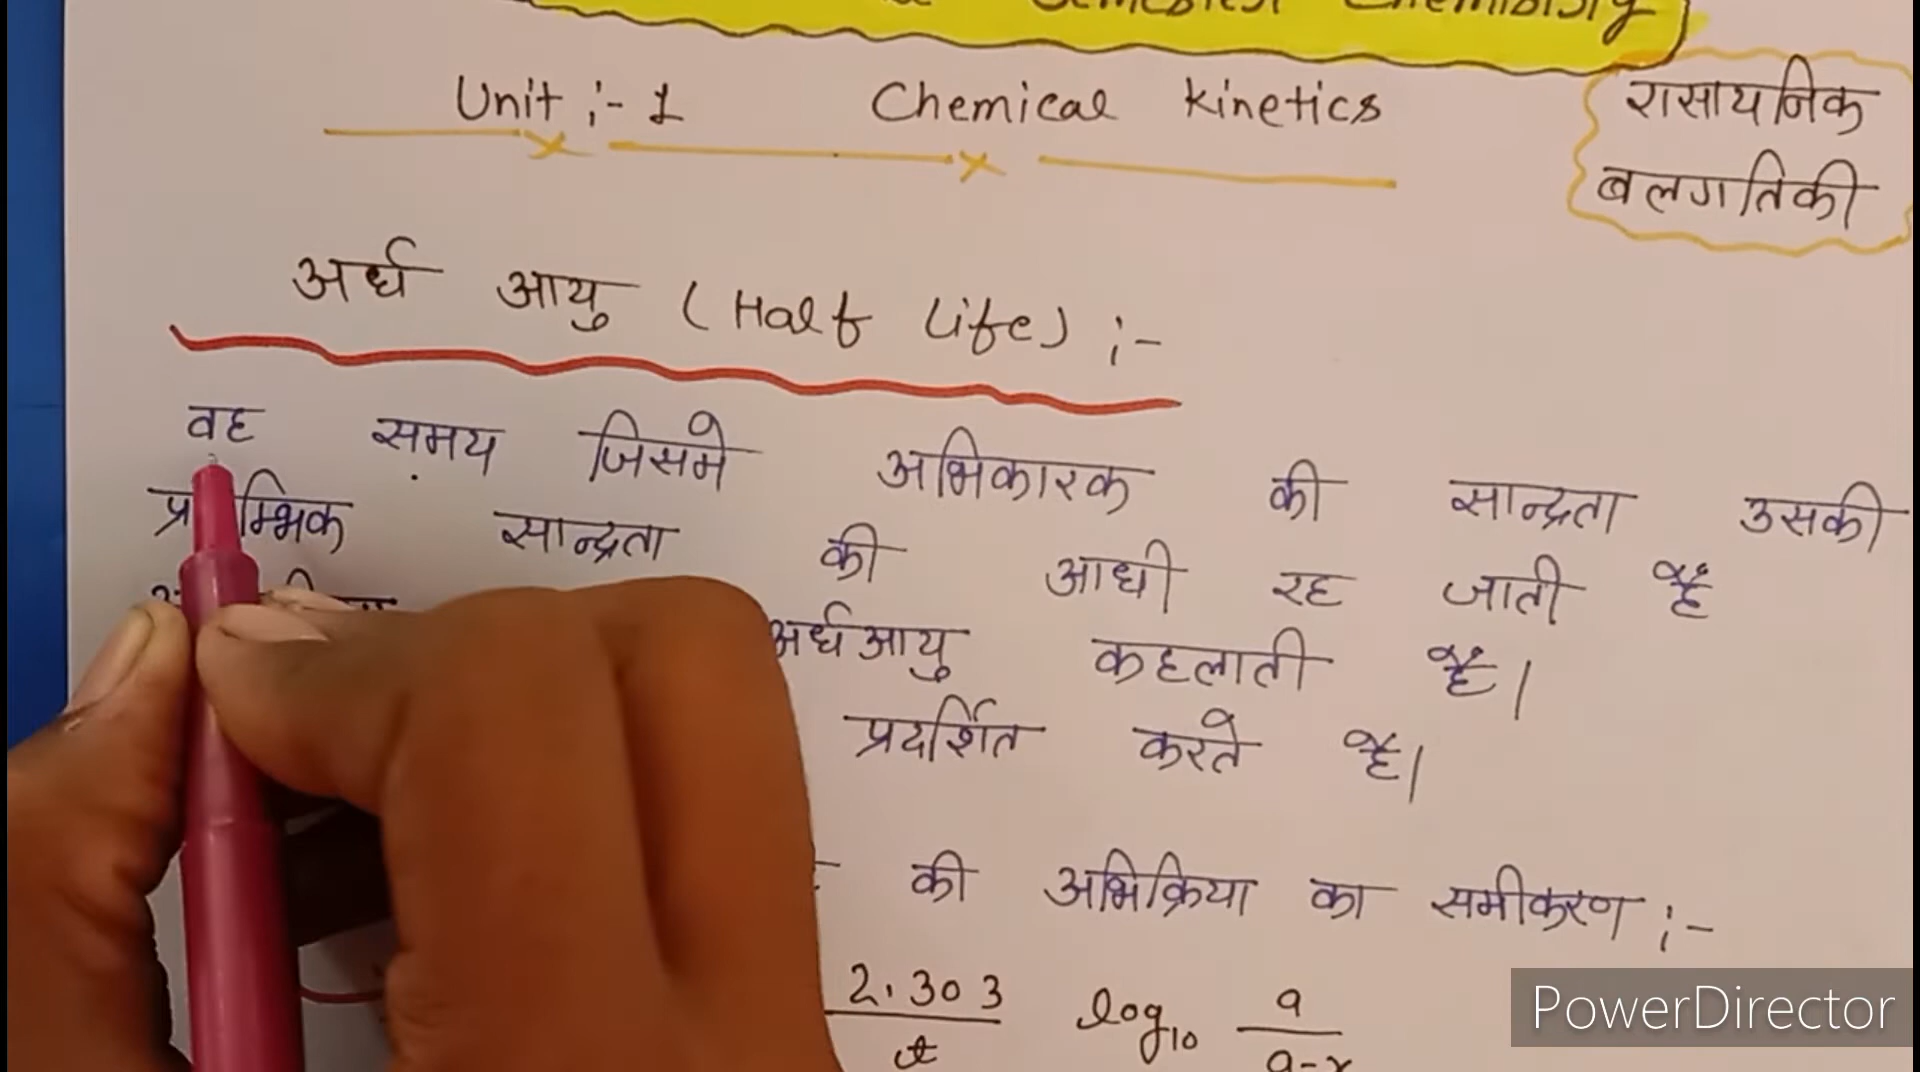 Chemistry
Unit :- 1 Chemical Kinetics
रासायनिक
बलगतिकी
अर्ध आयु (Half Life) :-
वह समय जिसमे अभिकारक की सान्द्रता उसकी
सान्द्रता की आधी रह जाती है
अर्धआयु कहलाती है।
प्रदर्शित करते है।
की अभिक्रिया का समीकरण :-
2.303 log10 a
t a-x
PowerDirector